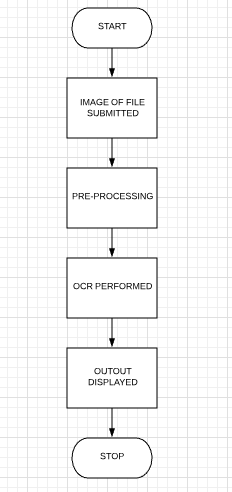 START
IMAGE OF FILE
SUBMITTED
PRE-PROCESSING
OCR PERFORMED
OUTOUT
DISPLAYED
STOP